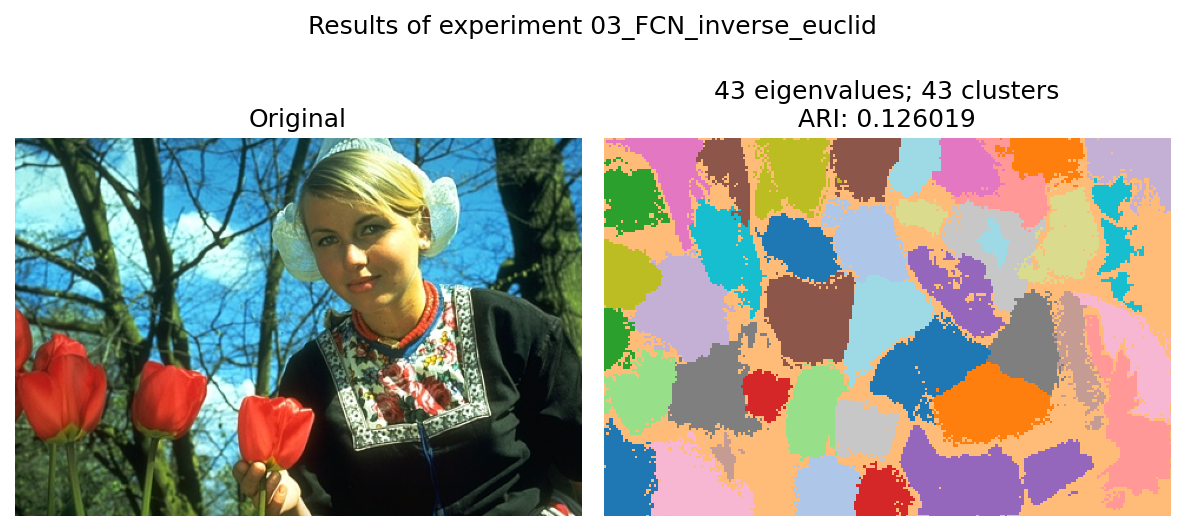 Results of experiment 03_FCN_inverse_euclid
Original
43 eigenvalues; 43 clusters
ARI: 0.126019